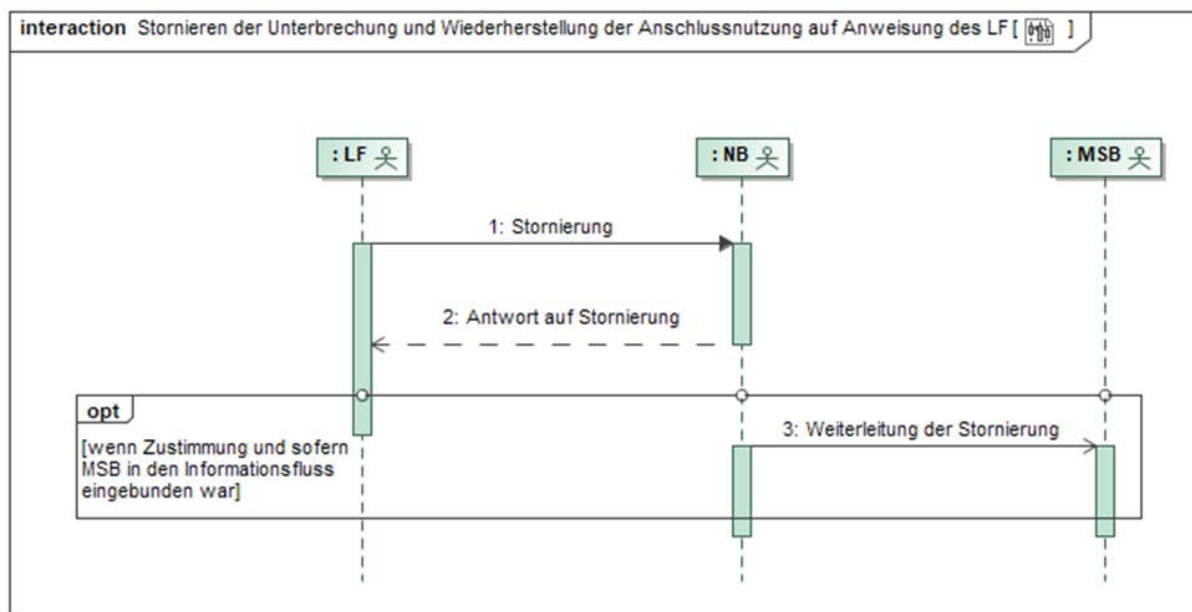 interaction Stornieren der Unterbrechung und Wiederherstellung der Anschlussnutzung auf Anweisung des LF [ ]
: LF
: NB
: MSB
1: Stornierung
2: Antwort auf Stornierung
opt
[wenn Zustimmung und sofern
MSB in den Informationsfluss
eingebunden war]
3: Weiterleitung der Stornierung